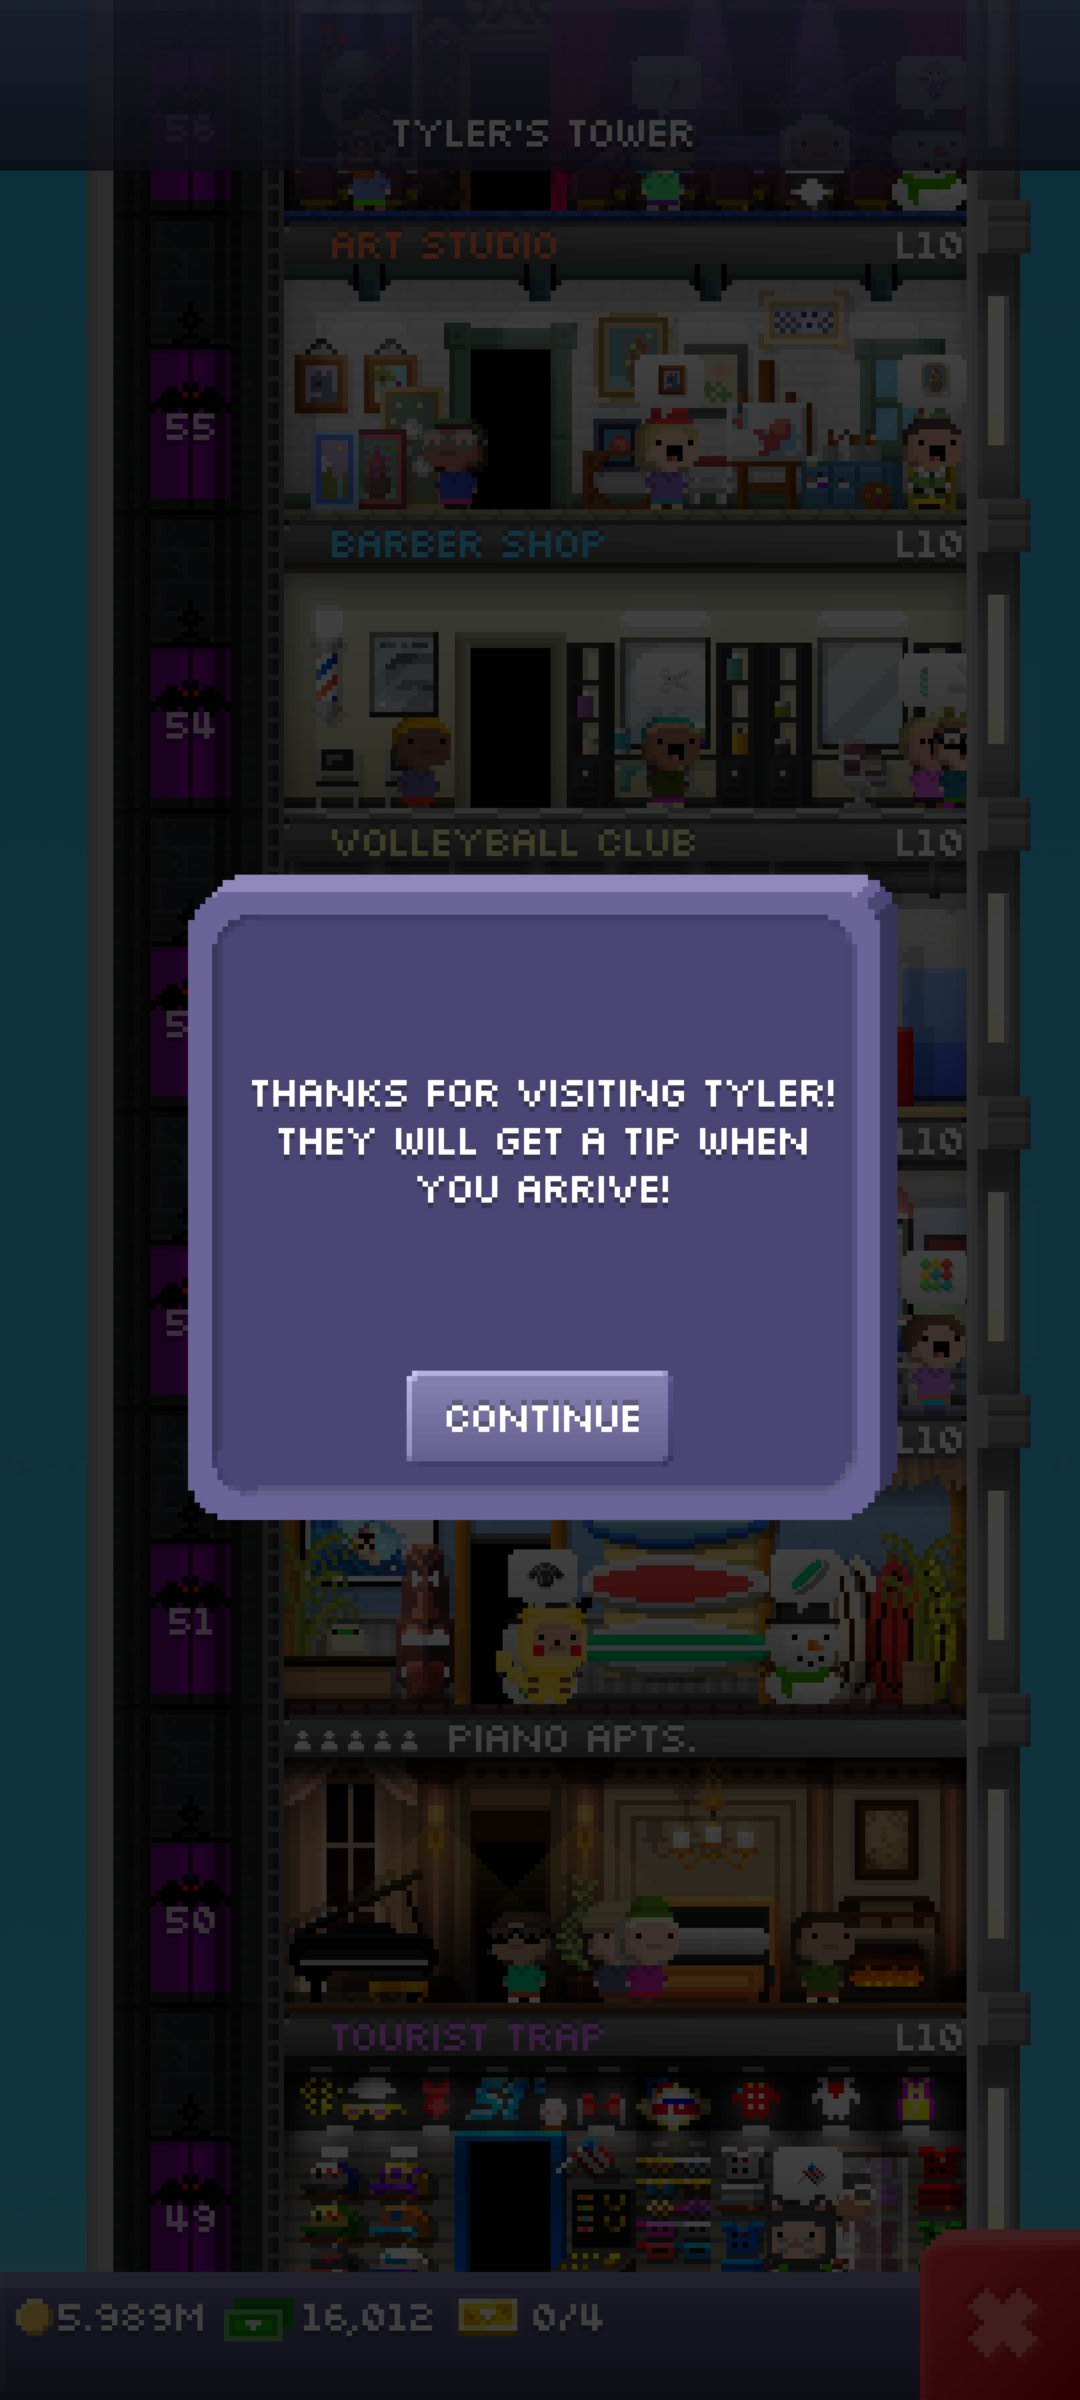 56
TYLER'S TOWER
ART STUDIO L10
55
BARBER SHOP L10
54
VOLLEYBALL CLUB L10
5
THANKS FOR VISITING TYLER!
THEY WILL GET A TIP WHEN
YOU ARRIVE!
L10
5
CONTINUE
L10
51
PIANO APTS.
50
TOURIST TRAP L10
49
5.989M 16,012 0/4